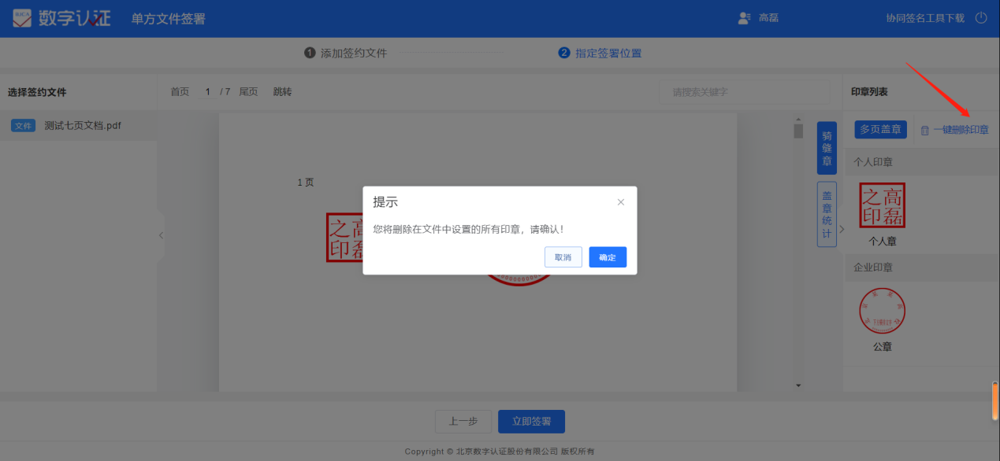 BJCA 数字认证 单方文件签署 高磊 协同签名工具下载
1 添加签约文件 2 指定签署位置
选择签约文件 首页 1 / 7 尾页 跳转 请搜索关键字 印章列表
文件 测试七页文档.pdf 多页盖章 一键删除印章
骑缝章
个人印章
1 页
之高印磊
盖章统计
提示
您将删除在文件中设置的所有印章，请确认！
取消 确定
之高印磊
个人章
企业印章
公章
上一步 立即签署
Copyright © 北京数字认证股份有限公司 版权所有